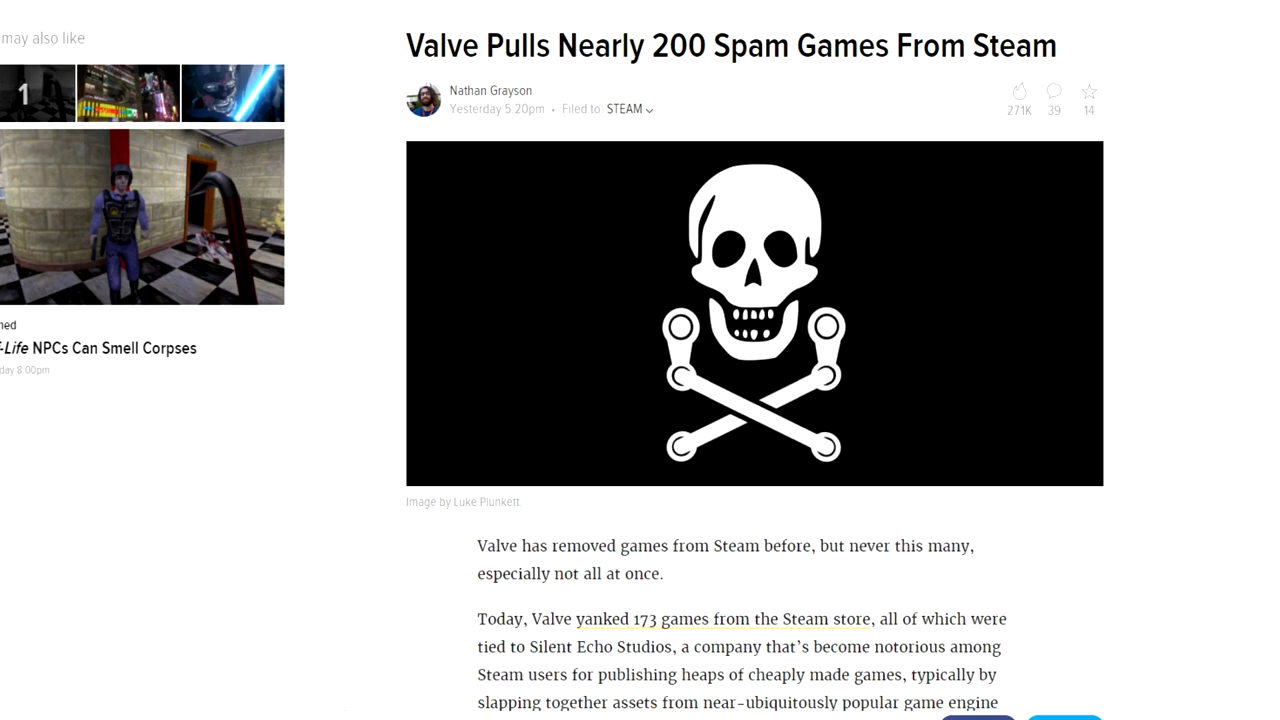 may also like
1
Valve Pulls Nearly 200 Spam Games From Steam
Nathan Grayson
Yesterday 5:20pm • Filed to: STEAM
27.1K 39 14
ned
-Life NPCs Can Smell Corpses
day 8:00pm
Image by Luke Plunkett.
Valve has removed games from Steam before, but never this many,
especially not all at once.
Today, Valve yanked 173 games from the Steam store, all of which were
tied to Silent Echo Studios, a company that's become notorious among
Steam users for publishing heaps of cheaply made games, typically by
slapping together assets from near-ubiquitously popular game engine